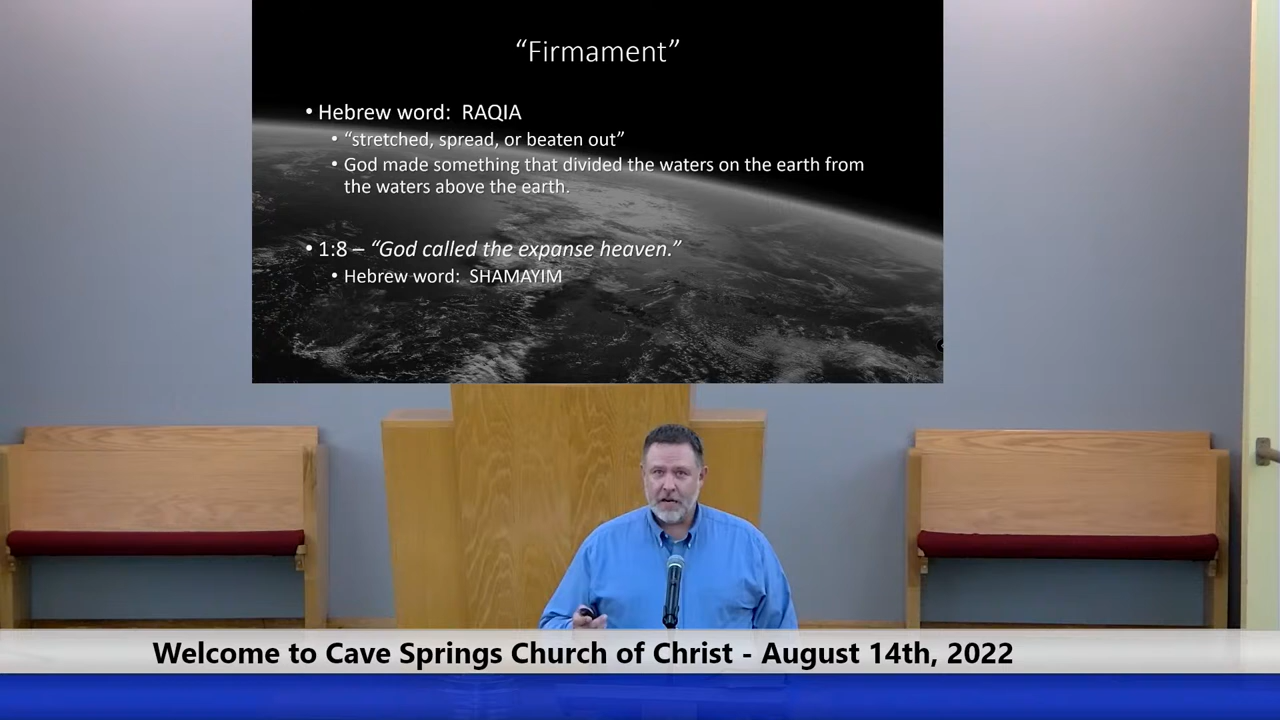 “Firmament”
• Hebrew word: RAQIA
• “stretched, spread, or beaten out”
• God made something that divided the waters on the earth from
the waters above the earth.
• 1:8 – “God called the expanse heaven.”
• Hebrew word: SHAMAYIM
Welcome to Cave Springs Church of Christ - August 14th, 2022